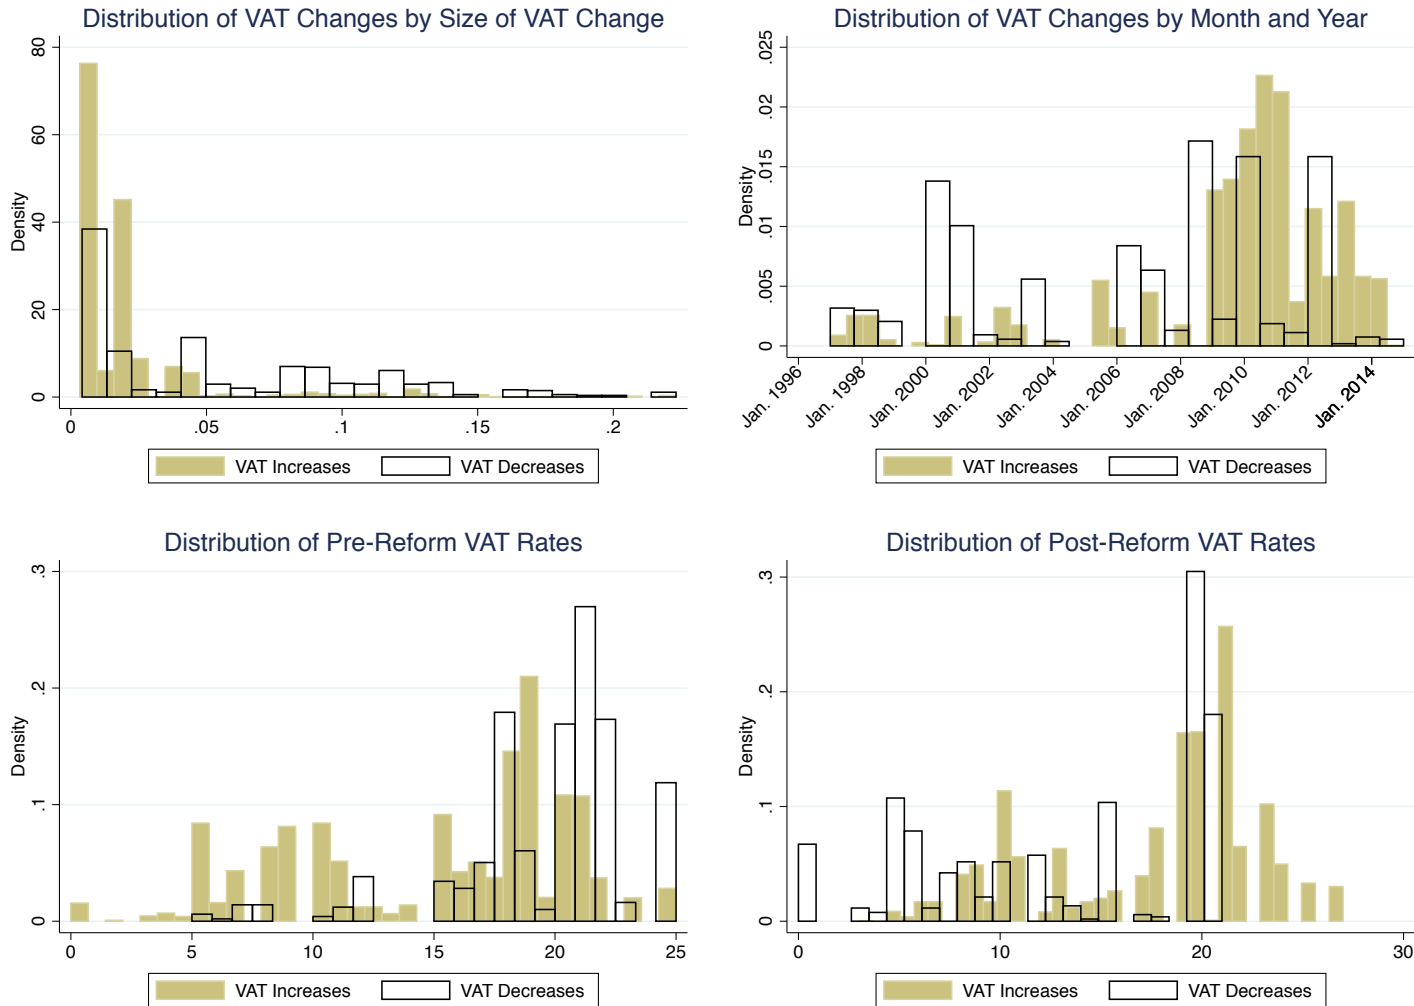 Distribution of VAT Changes by Size of VAT Change
80
60
40
20
0
Density
0 .05 .1 .15 .2
VAT Increases VAT Decreases
Distribution of VAT Changes by Month and Year
.025
.02
.015
.01
.005
0
Density
Jan. 1996 Jan. 1998 Jan. 2000 Jan. 2002 Jan. 2004 Jan. 2006 Jan. 2008 Jan. 2010 Jan. 2012 Jan. 2014
VAT Increases VAT Decreases
Distribution of Pre-Reform VAT Rates
.3
.2
.1
0
Density
0 5 10 15 20 25
VAT Increases VAT Decreases
Distribution of Post-Reform VAT Rates
.3
.2
.1
0
Density
0 10 20 30
VAT Increases VAT Decreases